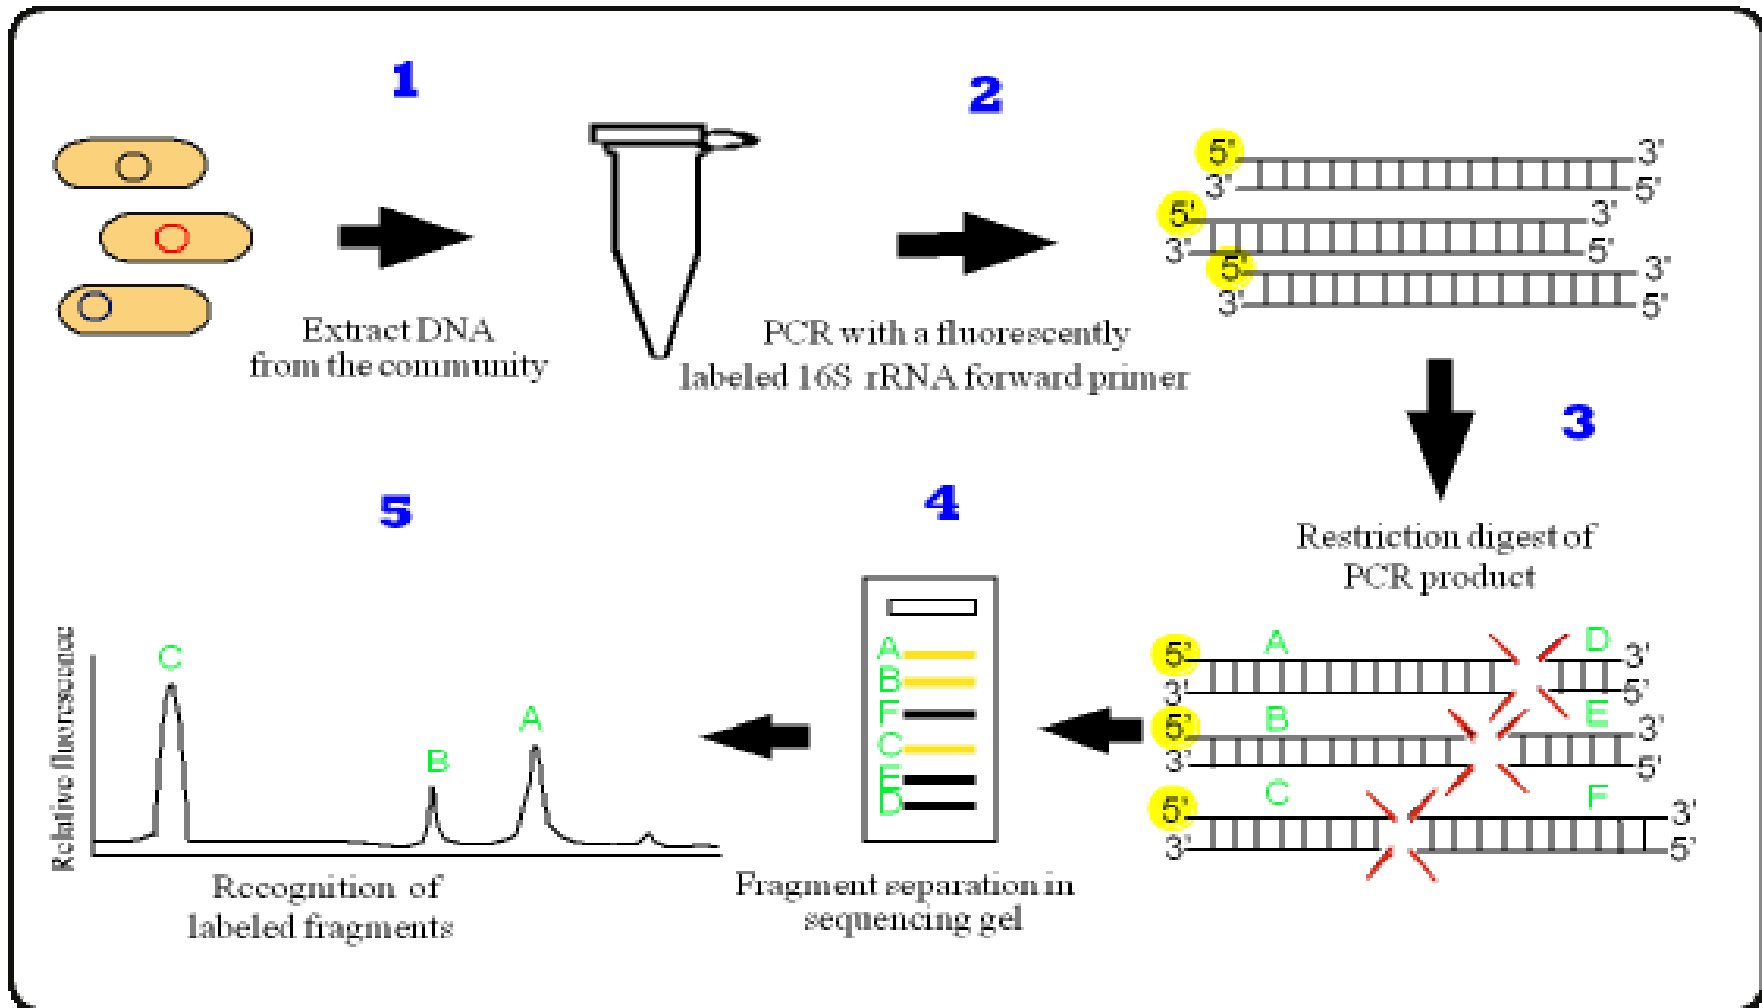 1
Extract DNA
from the community
2
PCR with a fluorescently
labeled 16S rRNA forward primer
5' 3'
3' 5'
5' 3'
3' 5'
5' 3'
3' 5'
3
Restriction digest of
PCR product
5' A D 3'
3' 5'
5' B E 3'
3' 5'
5' C F 3'
3' 5'
4
A
B
F
C
E
D
Fragment separation in
sequencing gel
5
Relative fluorescence
C
B
A
Recognition of
labeled fragments